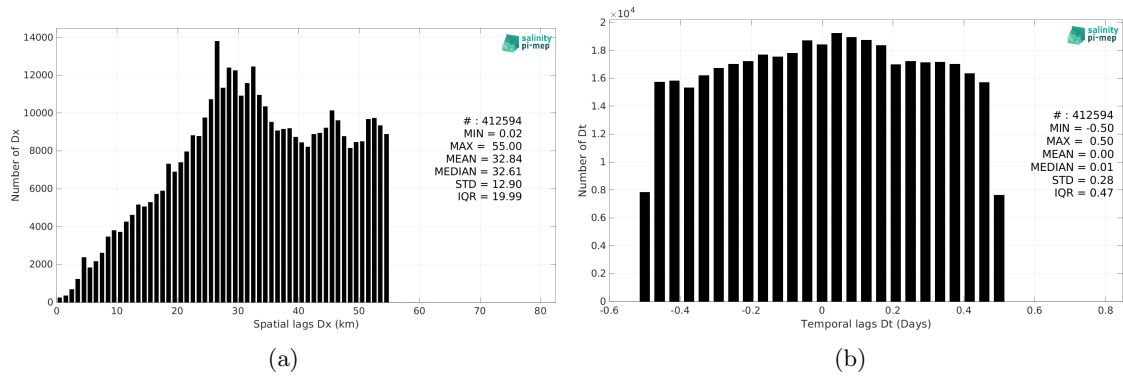 14000
12000
10000
8000
6000
4000
2000
0
Number of Dx
salinity
pi-mep
# : 412594
MIN = 0.02
MAX = 55.00
MEAN = 32.84
MEDIAN = 32.61
STD = 12.90
IQR = 19.99
0 10 20 30 40 50 60 70 80
Spatial lags Dx (km)
(a)
×10⁴
2
1.8
1.6
1.4
1.2
1
0.8
0.6
0.4
0.2
0
Number of Dt
salinity
pi-mep
# : 412594
MIN = -0.50
MAX = 0.50
MEAN = 0.00
MEDIAN = 0.01
STD = 0.28
IQR = 0.47
-0.6 -0.4 -0.2 0 0.2 0.4 0.6 0.8
Temporal lags Dt (Days)
(b)